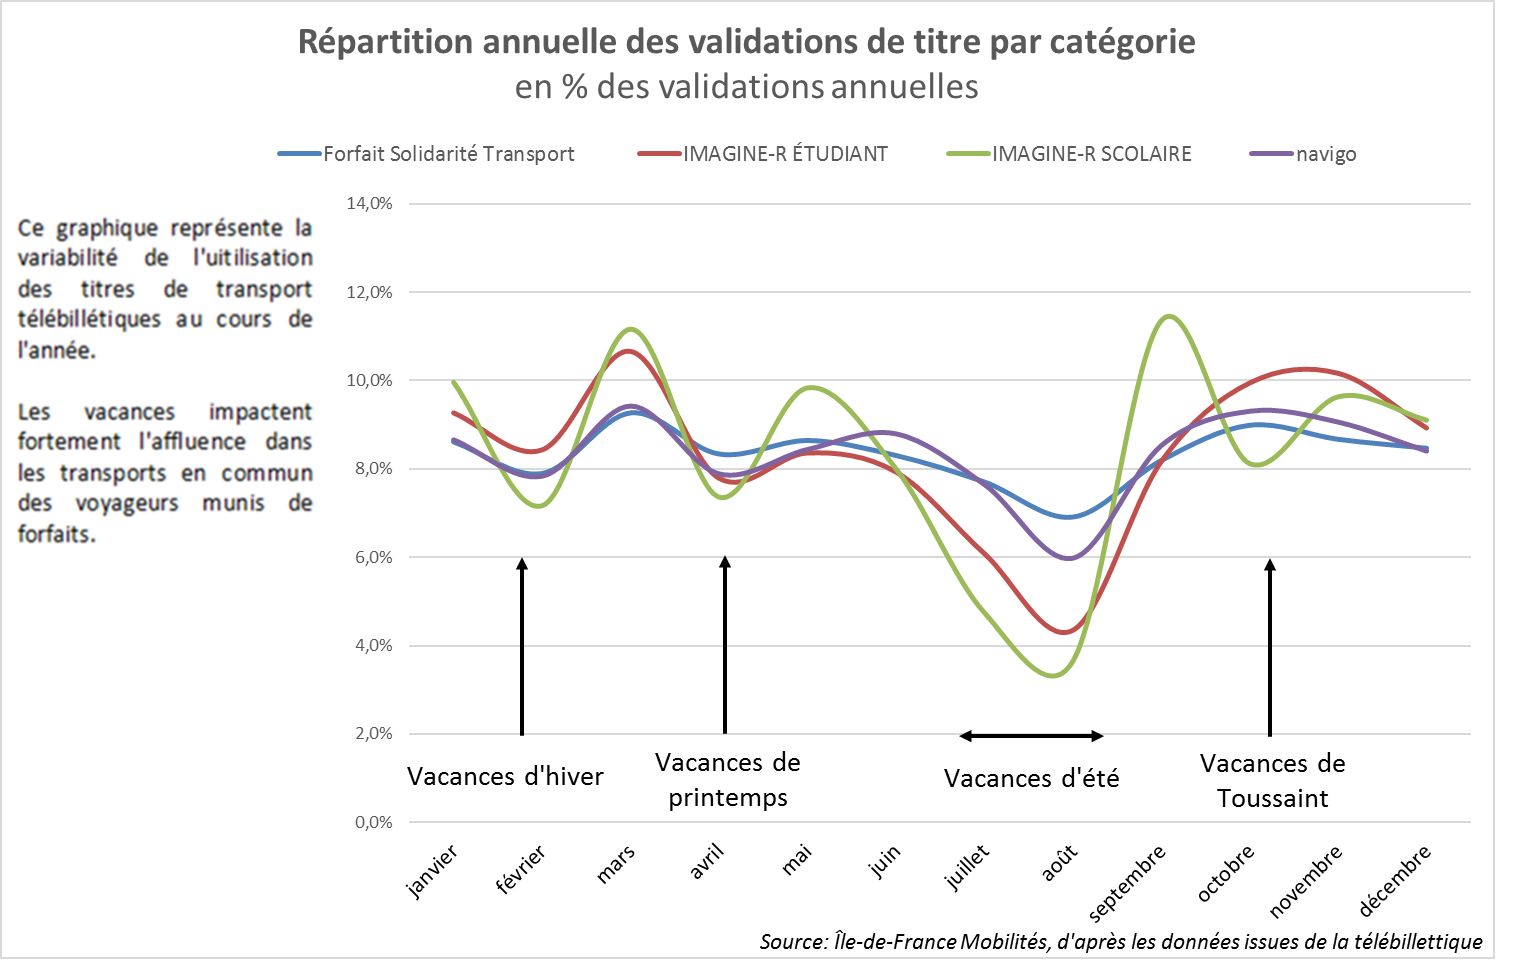 Répartition annuelle des validations de titre par catégorie
en % des validations annuelles
Forfait Solidarité Transport
IMAGINE-R ÉTUDIANT
IMAGINE-R SCOLAIRE
navigo
Ce graphique représente la
variabilité de l'uitilisation
des titres de transport
télébillétiques au cours de
l'année.
Les vacances impactent
fortement l'affluence dans
les transports en commun
des voyageurs munis de
forfaits.
14,0%
12,0%
10,0%
8,0%
6,0%
4,0%
2,0%
0,0%
Vacances d'hiver
Vacances de
printemps
Vacances d'été
Vacances de
Toussaint
janvier
février
mars
avril
mai
juin
juillet
août
septembre
octobre
novembre
décembre
Source: Île-de-France Mobilités, d'après les données issues de la télébillettique